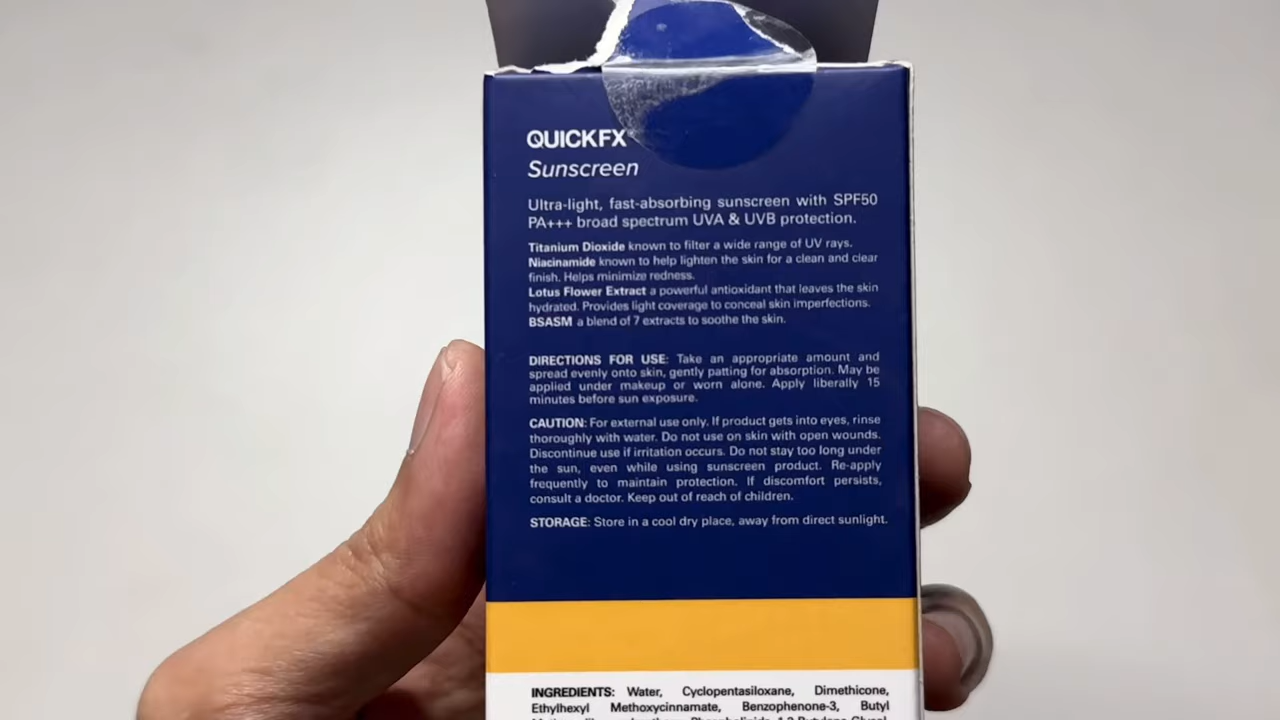 QUICKFX
Sunscreen
Ultra-light, fast-absorbing sunscreen with SPF50
PA+++ broad spectrum UVA & UVB protection.
Titanium Dioxide known to filter a wide range of UV rays.
Niacinamide known to help lighten the skin for a clean and clear
finish. Helps minimize redness.
Lotus Flower Extract a powerful antioxidant that leaves the skin
hydrated. Provides light coverage to conceal skin imperfections.
BSASM a blend of 7 extracts to soothe the skin.
DIRECTIONS FOR USE: Take an appropriate amount and
spread evenly onto skin, gently patting for absorption. May be
applied under makeup or worn alone. Apply liberally 15
minutes before sun exposure.
CAUTION: For external use only. If product gets into eyes, rinse
thoroughly with water. Do not use on skin with open wounds.
Discontinue use if irritation occurs. Do not stay too long under
the sun, even while using sunscreen product. Re-apply
frequently to maintain protection. If discomfort persists,
consult a doctor. Keep out of reach of children.
STORAGE: Store in a cool dry place, away from direct sunlight.
INGREDIENTS: Water, Cyclopentasiloxane, Dimethicone,
Ethylhexyl Methoxycinnamate, Benzophenone-3, Butyl